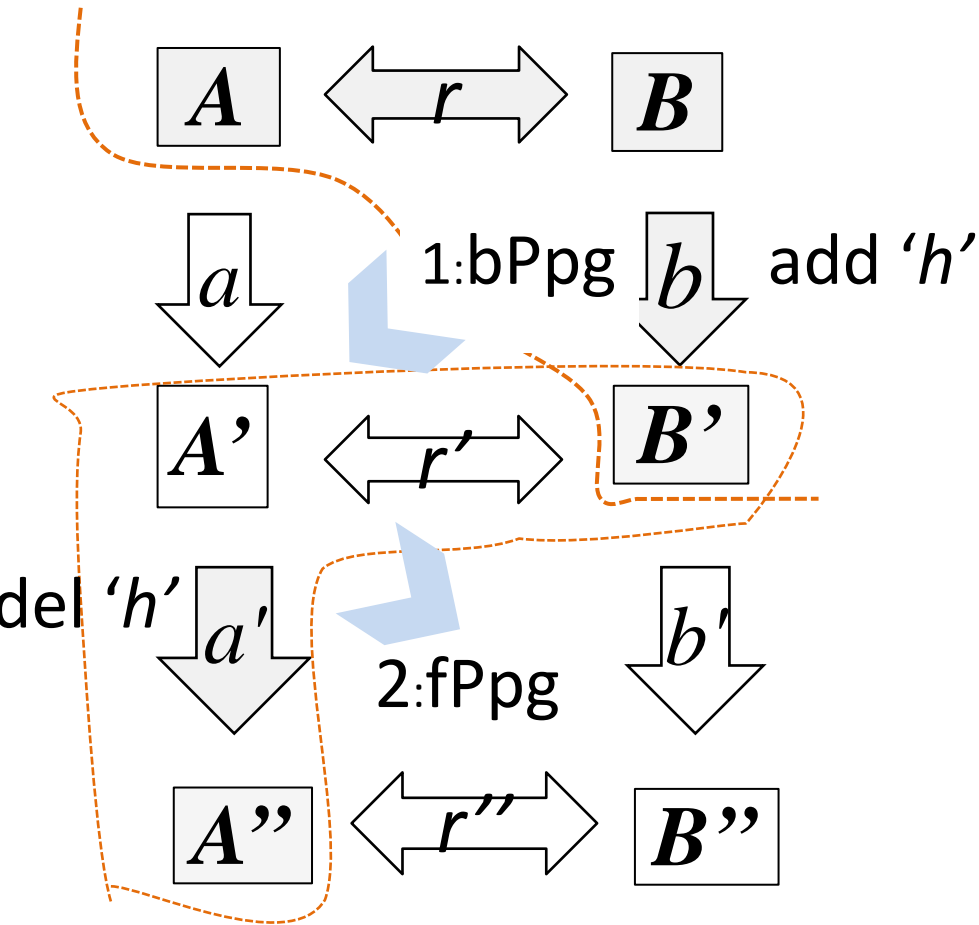 A r B
a 1:bPpg b add ‘h’
A’ r’ B’
del ‘h’ a' b'
2:fPpg
A’’ r’’ B’’